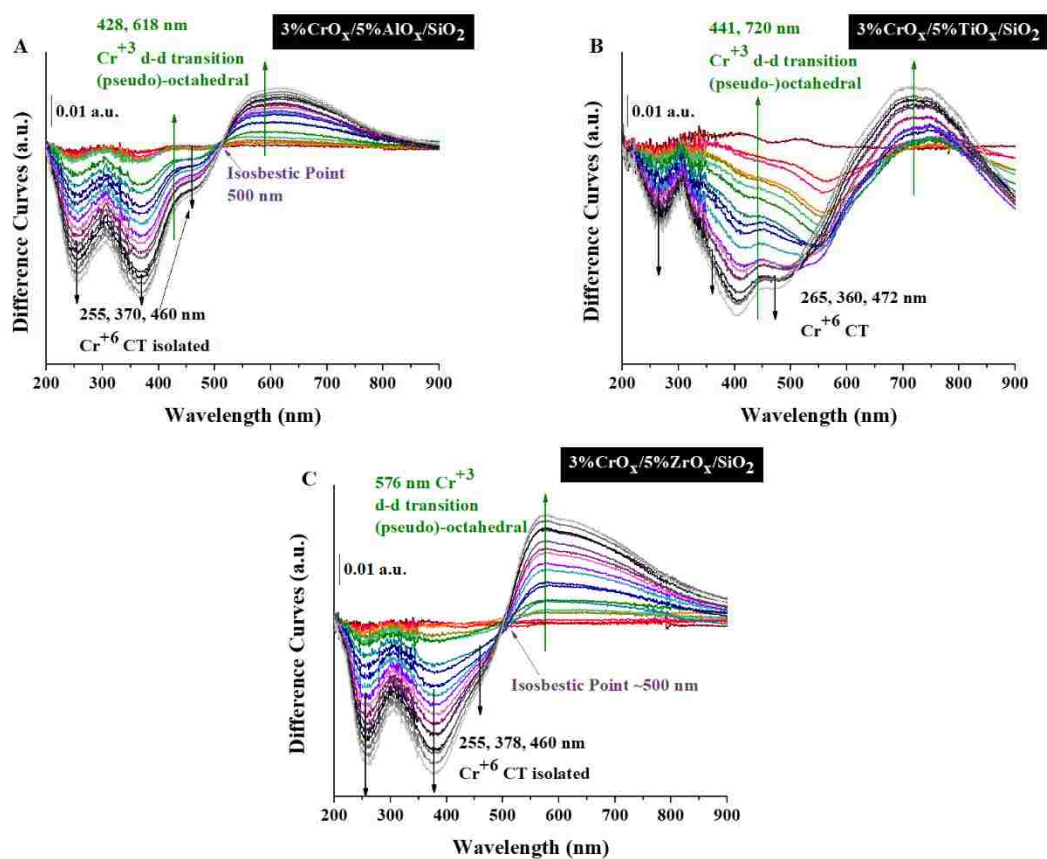 A
428, 618 nm
Cr+3 d-d transition
(pseudo)-octahedral
3%CrOx/5%AlOx/SiO2
0.01 a.u.
Isosbestic Point
500 nm
255, 370, 460 nm
Cr+6 CT isolated
Difference Curves (a.u.)
200 300 400 500 600 700 800 900
Wavelength (nm)
B
441, 720 nm
Cr+3 d-d transition
(pseudo-)octahedral
3%CrOx/5%TiOx/SiO2
0.01 a.u.
265, 360, 472 nm
Cr+6 CT
Difference Curves (a.u.)
200 300 400 500 600 700 800 900
Wavelength (nm)
C
576 nm Cr+3
d-d transition
(pseudo)-octahedral
3%CrOx/5%ZrOx/SiO2
0.01 a.u.
Isosbestic Point ~500 nm
255, 378, 460 nm
Cr+6 CT isolated
Difference Curves (a.u.)
200 300 400 500 600 700 800 900
Wavelength (nm)